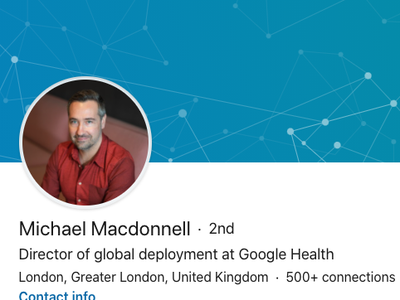 Michael Macdonnell · 2nd
Director of global deployment at Google Health
London, Greater London, United Kingdom · 500+ connections
Contact info